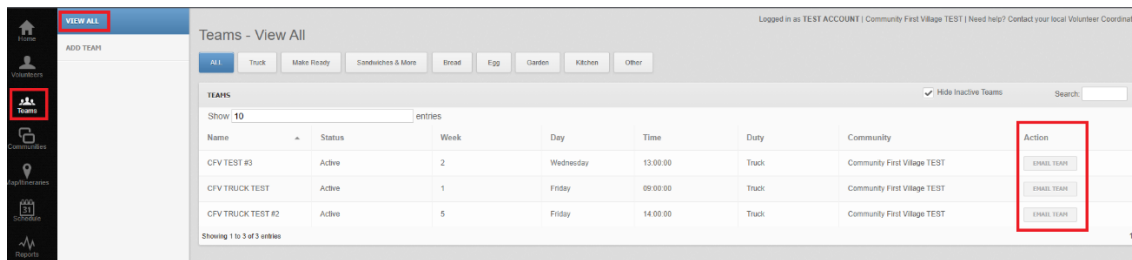 Home
Volunteers
Teams
Communities
Map/Itineraries
31
Schedule
Reports
VIEW ALL
ADD TEAM
Logged in as TEST ACCOUNT | Community First Village TEST | Need help? Contact your local Volunteer
Teams - View All
ALL Truck Make Ready Sandwiches & More Bread Egg Garden Kitchen Other
TEAMS Hide Inactive Teams Search:
Show 10 entries
Name Status Week Day Time Duty Community Action
CFV TEST #3 Active 2 Wednesday 13:00:00 Truck Community First Village TEST EMAIL TEAM
CFV TRUCK TEST Active 1 Friday 09:00:00 Truck Community First Village TEST EMAIL TEAM
CFV TRUCK TEST #2 Active 5 Friday 14:00:00 Truck Community First Village TEST EMAIL TEAM
Showing 1 to 3 of 3 entries 1